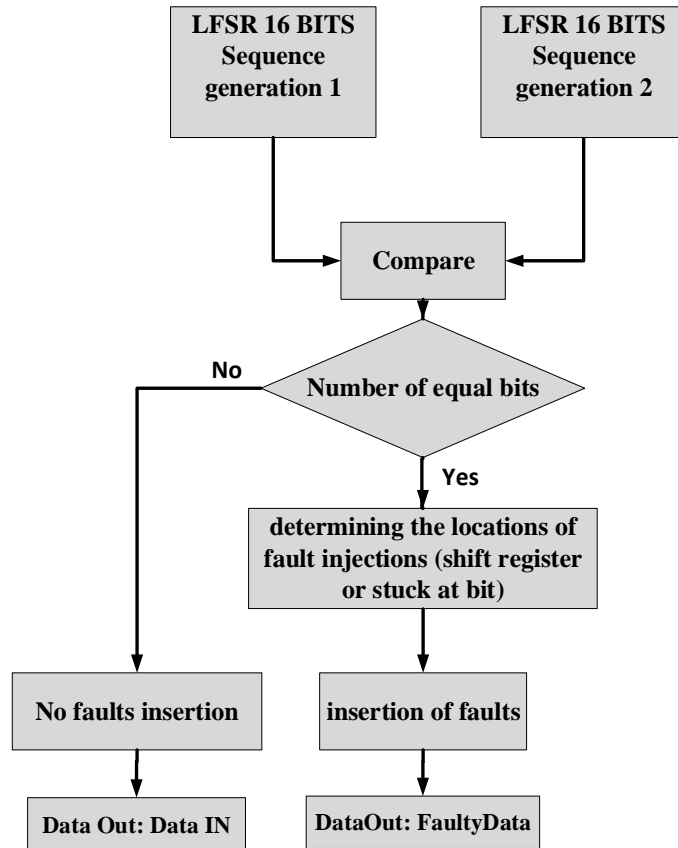 LFSR 16 BITS
Sequence
generation 1
LFSR 16 BITS
Sequence
generation 2
Compare
Number of equal bits
No
Yes
determining the locations of
fault injections (shift register
or stuck at bit)
No faults insertion
insertion of faults
Data Out: Data IN
DataOut: FaultyData